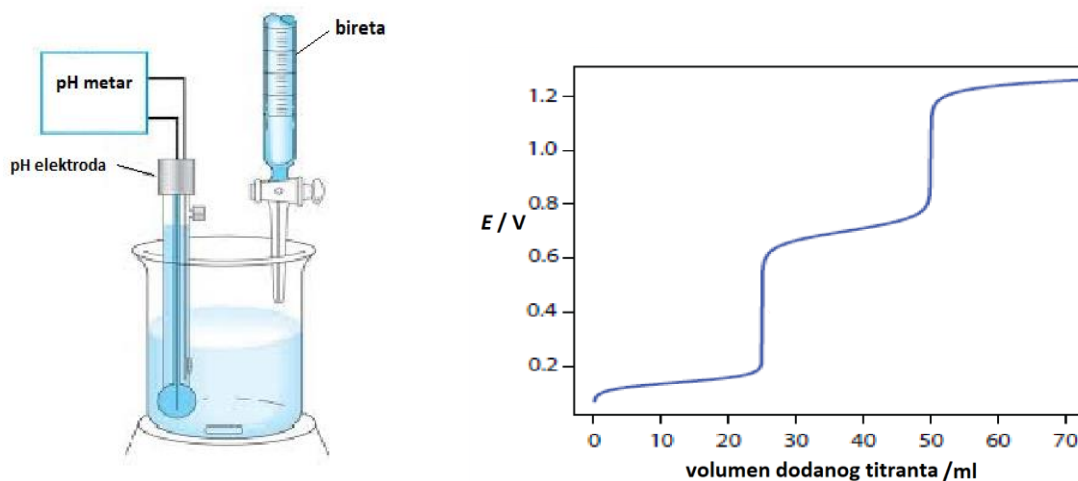 bireta
pH metar
pH elektroda
E / V
1.2
1.0
0.8
0.6
0.4
0.2
0 10 20 30 40 50 60 70
volumen dodanog titranta /ml